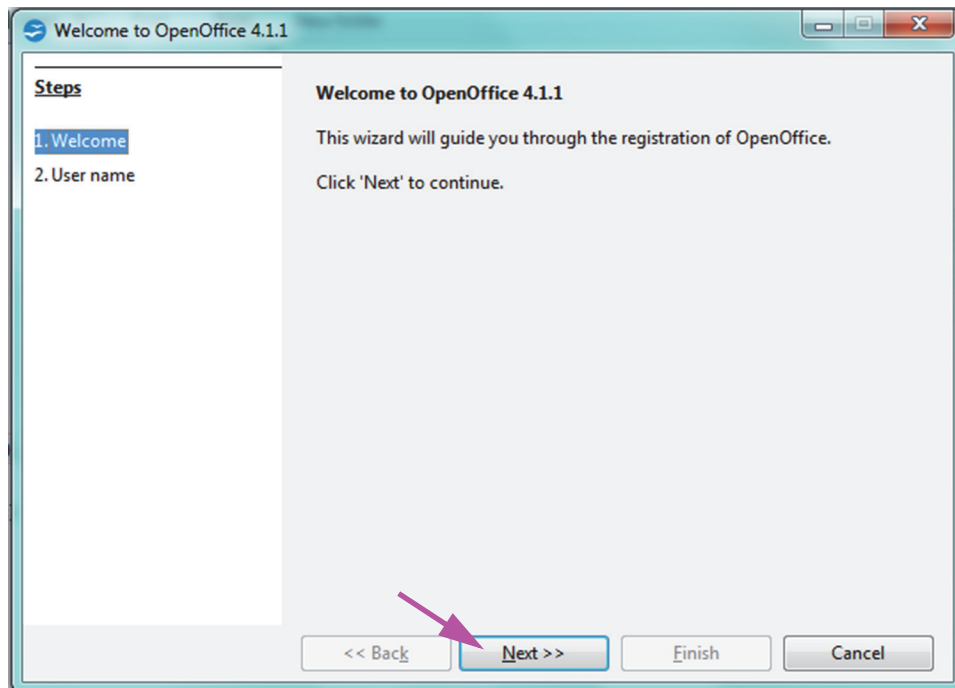 Welcome to OpenOffice 4.1.1
Steps
1. Welcome
2. User name
Welcome to OpenOffice 4.1.1
This wizard will guide you through the registration of OpenOffice.
Click 'Next' to continue.
<< Back
Next >>
Finish
Cancel